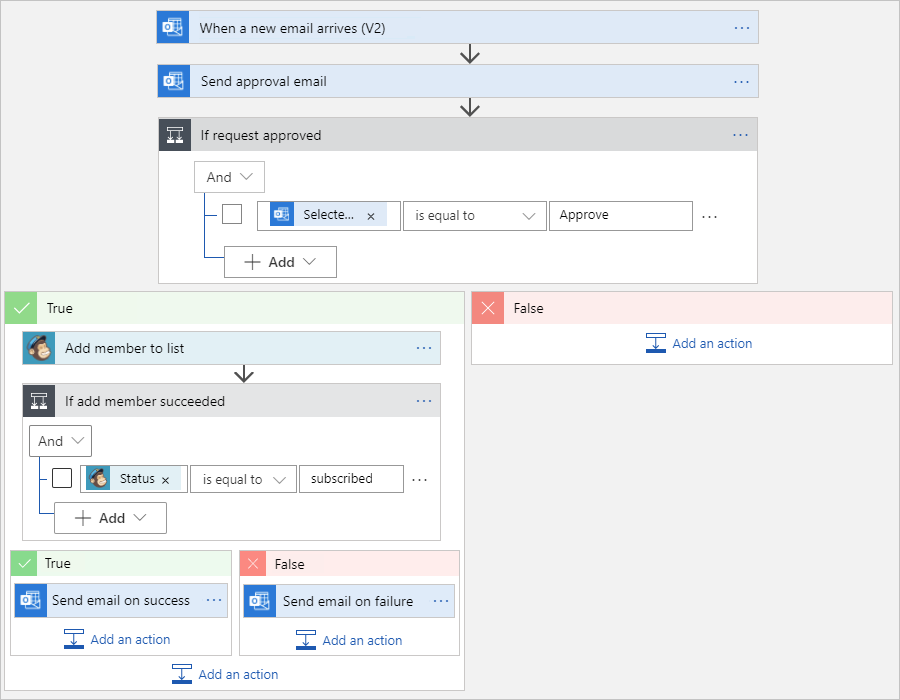 When a new email arrives (V2)
Send approval email
If request approved
And
Selecte... is equal to Approve
Add
True
False
Add an action
Add member to list
If add member succeeded
And
Status is equal to subscribed
Add
True
False
Send email on success
Send email on failure
Add an action
Add an action
Add an action